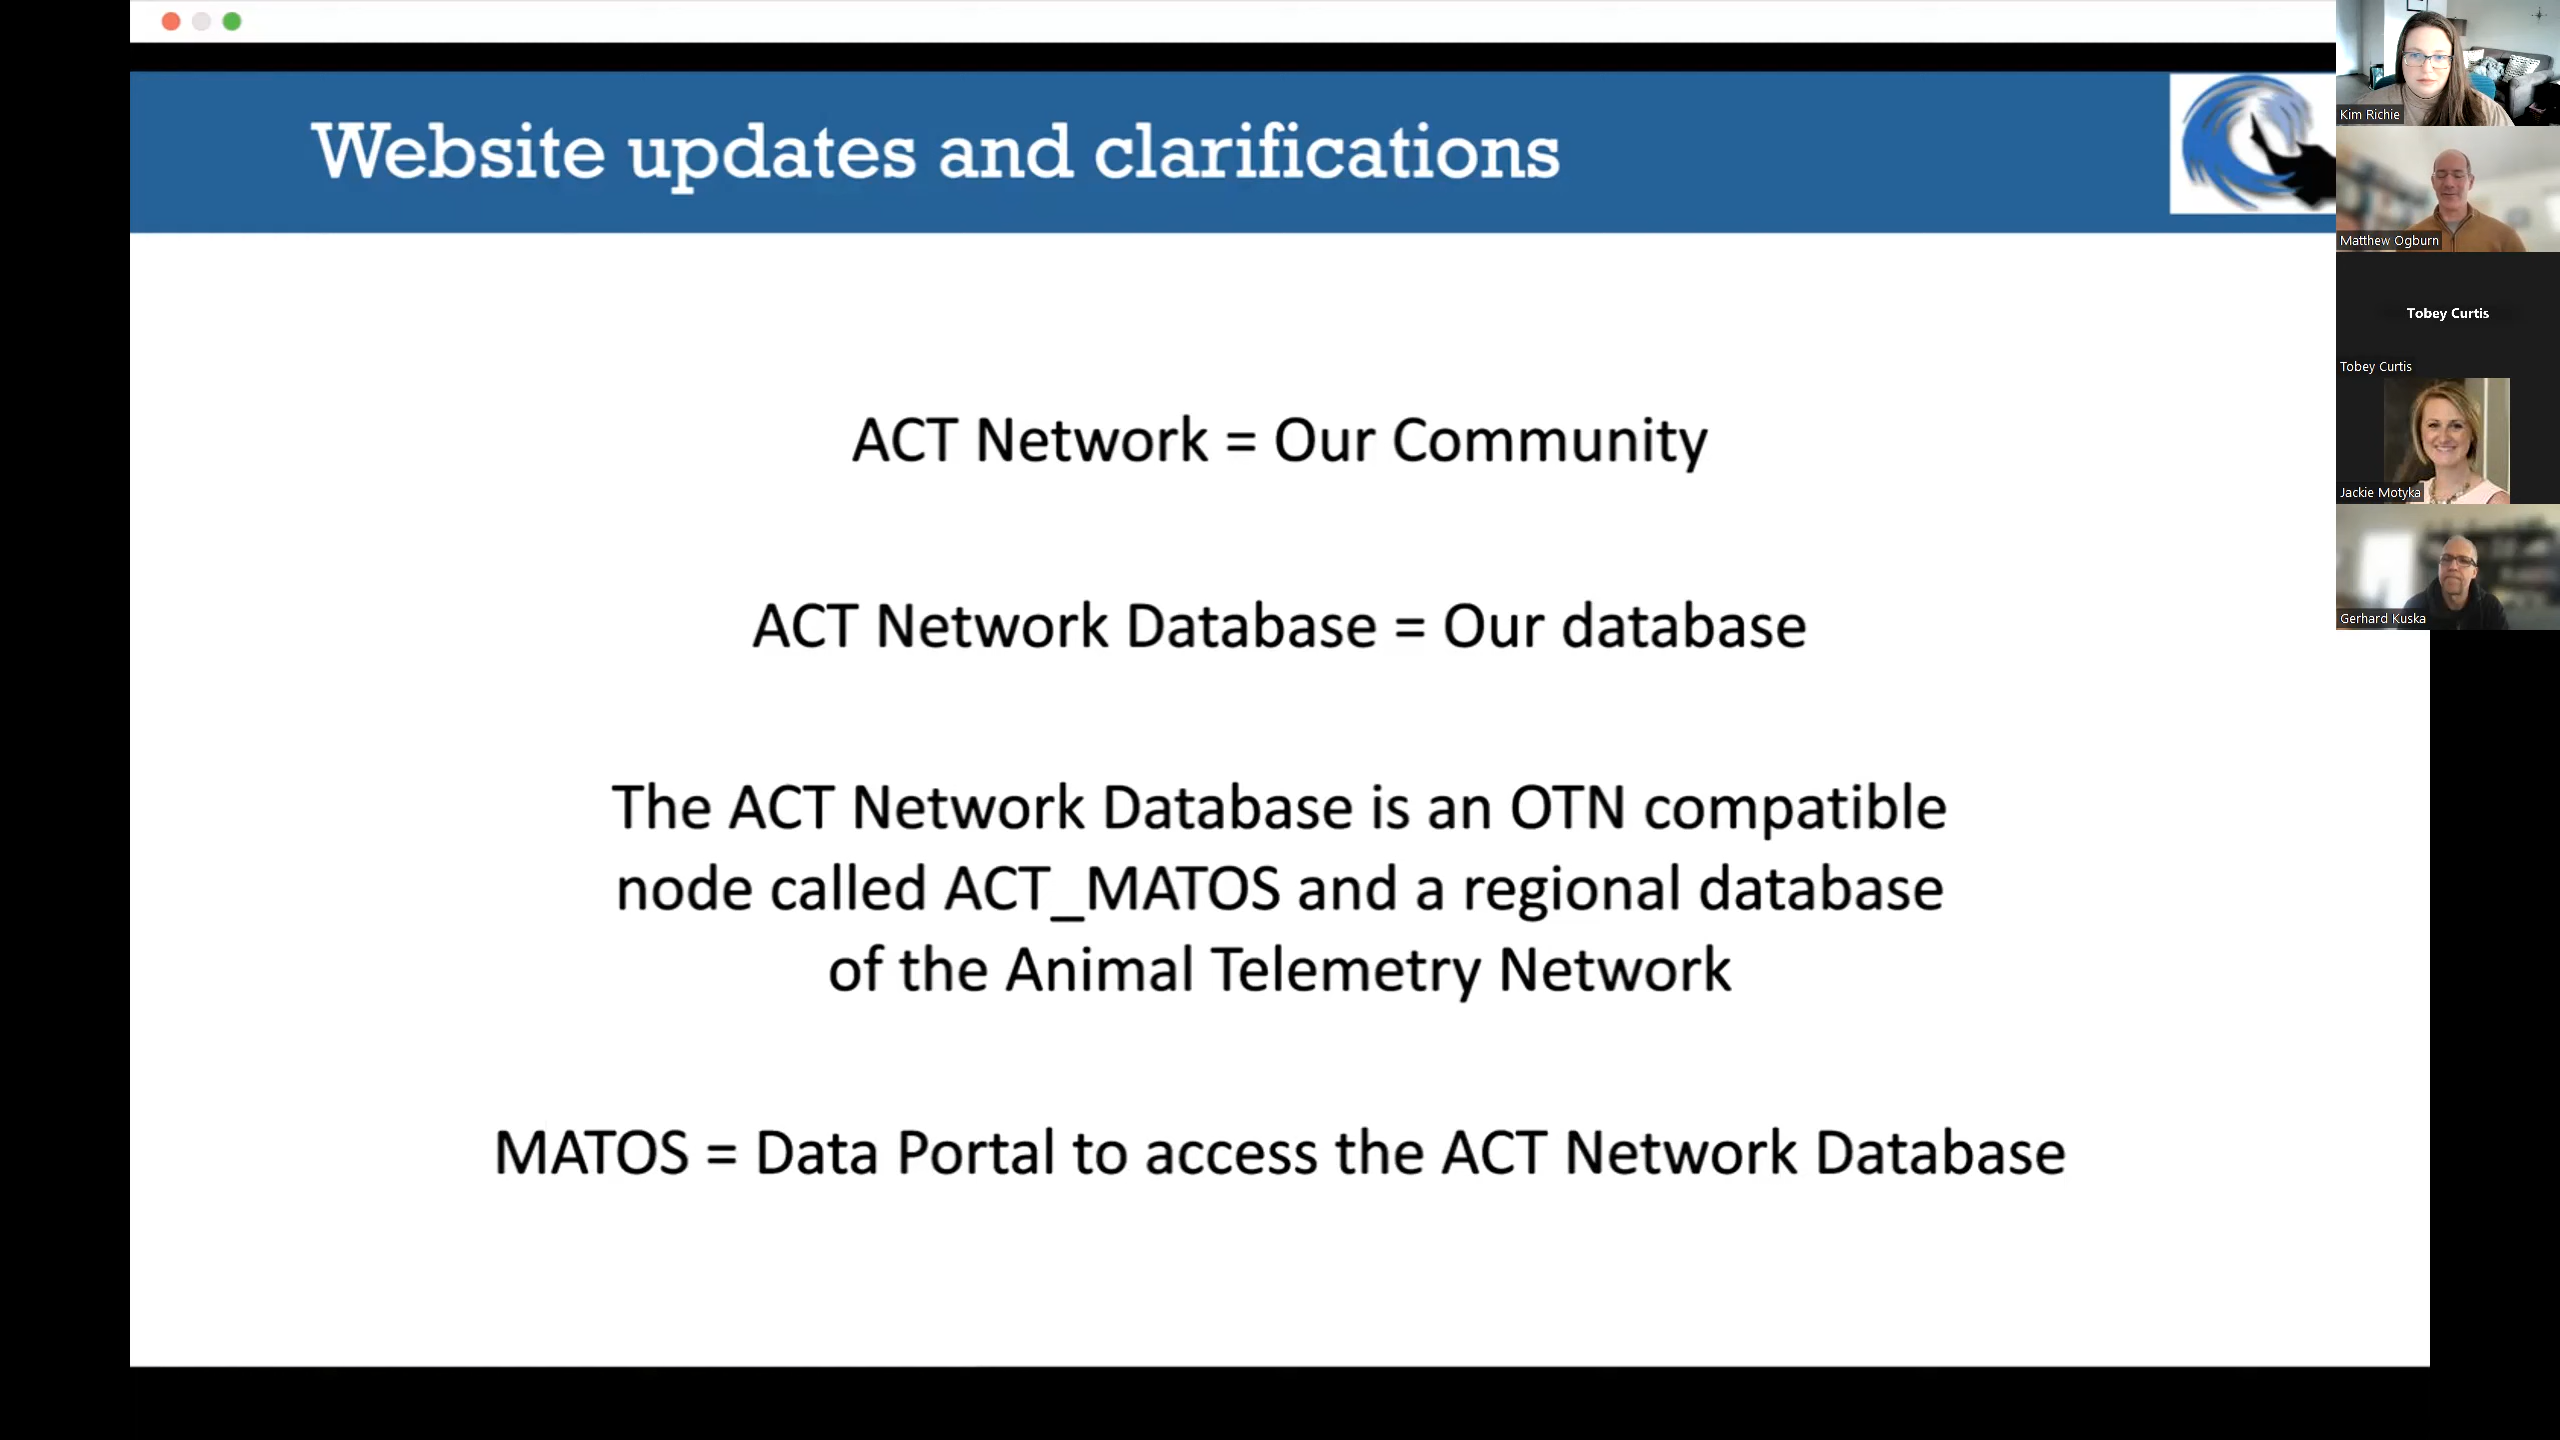 Website updates and clarifications
ACT Network = Our Community
ACT Network Database = Our database
The ACT Network Database is an OTN compatible
node called ACT_MATOS and a regional database
of the Animal Telemetry Network
MATOS = Data Portal to access the ACT Network Database
Kim Richie
Matthew Ogburn
Tobey Curtis
Tobey Curtis
Jackie Motyka
Gerhard Kuska